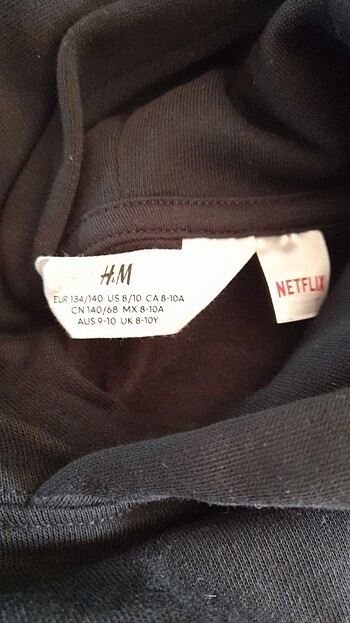 H&M
EUR 134/140 US 8/10 CA 8-10A
CN 140/68 MX 8-10A
AUS 9-10 UK 8-10Y
NETFLIX